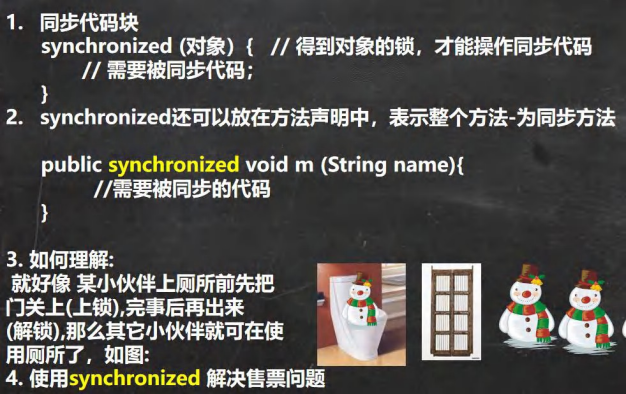 1. 同步代码块
synchronized (对象) { // 得到对象的锁，才能操作同步代码
// 需要被同步代码；
}
2. synchronized还可以放在方法声明中，表示整个方法-为同步方法
public synchronized void m (String name){
//需要被同步的代码
}
3. 如何理解:
就好像 某小伙伴上厕所前先把
门关上(上锁),完事后再出来
(解锁),那么其它小伙伴就可在使
用厕所了，如图:
4. 使用synchronized 解决售票问题